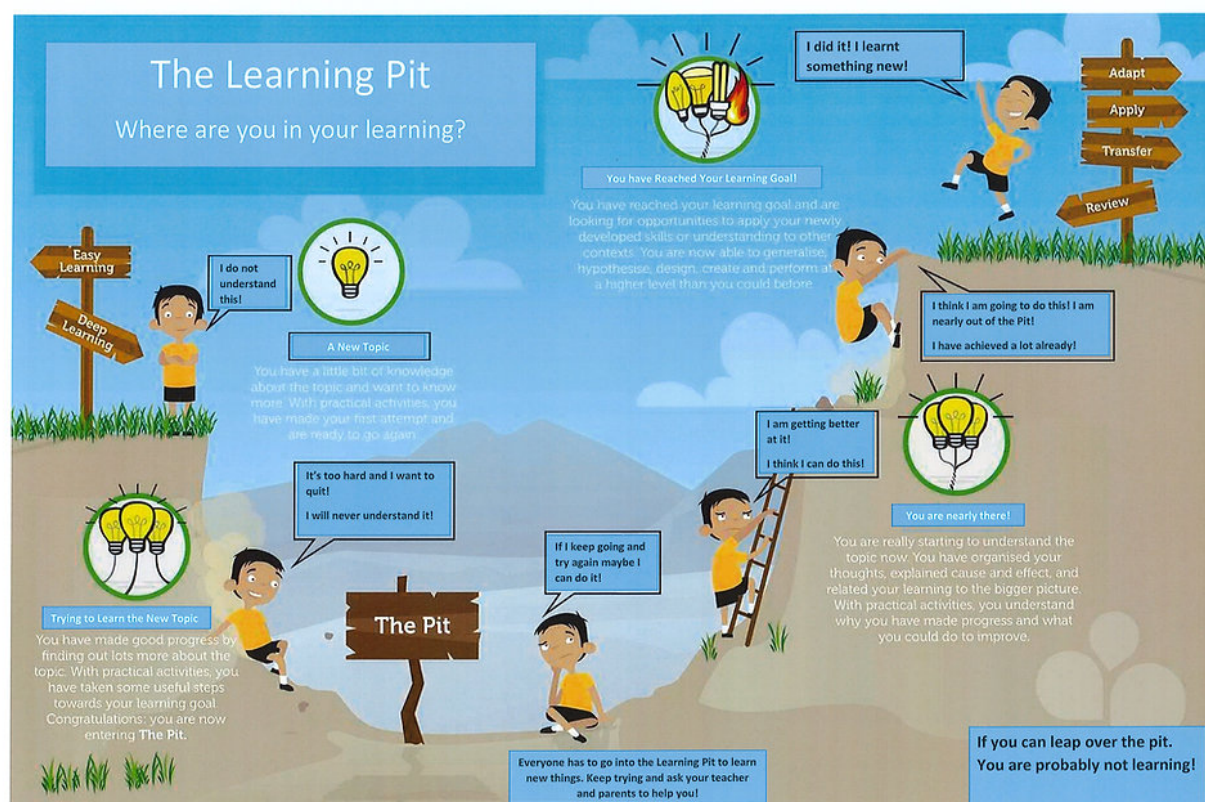 The Learning Pit
Where are you in your learning?
Easy
Learning
Deep
Learning
I do not
understand
this!
A New Topic
You have a little bit of knowledge
about the topic and want to know
more. With practical activities, you
have made your first attempt and
are ready to go again.
Trying to Learn the New Topic
You have made good progress by
finding out lots more about the
topic. With practical activities, you
have taken some useful steps
towards your learning goal.
Congratulations: you are now
entering The Pit.
It's too hard and I want to
quit!
I will never understand it!
The Pit
If I keep going and
try again maybe I
can do it!
Everyone has to go into the Learning Pit to learn
new things. Keep trying and ask your teacher
and parents to help you!
I am getting better
at it!
I think I can do this!
You are nearly there!
You are really starting to understand the
topic now. You have organised your
thoughts, explained cause and effect, and
related your learning to the bigger picture.
With practical activities, you understand
why you have made progress and what
you could do to improve.
I think I am going to do this! I am
nearly out of the Pit!
I have achieved a lot already!
You have Reached Your Learning Goal!
You have reached your learning goal and are
looking for opportunities to apply your newly
developed skills or understanding to other
contexts. You are now able to generalise,
hypothesise, design, create and perform at
a higher level than you could before.
I did it! I learnt
something new!
Adapt
Apply
Transfer
Review
If you can leap over the pit.
You are probably not learning!